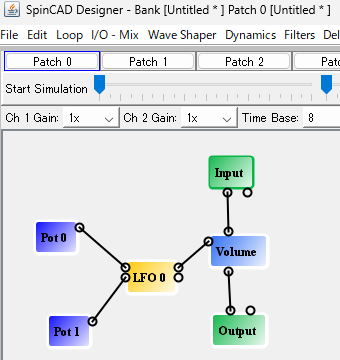 SpinCAD Designer - Bank [Untitled * ] Patch 0 [Untitled * ]
File Edit Loop I/O - Mix Wave Shaper Dynamics Filters
Patch 0 Patch 1 Patch 2
Start Simulation
Ch 1 Gain: 1x Ch 2 Gain: 1x Time Base: 8
Input
Pot 0
Volume
LFO 0
Pot 1
Output